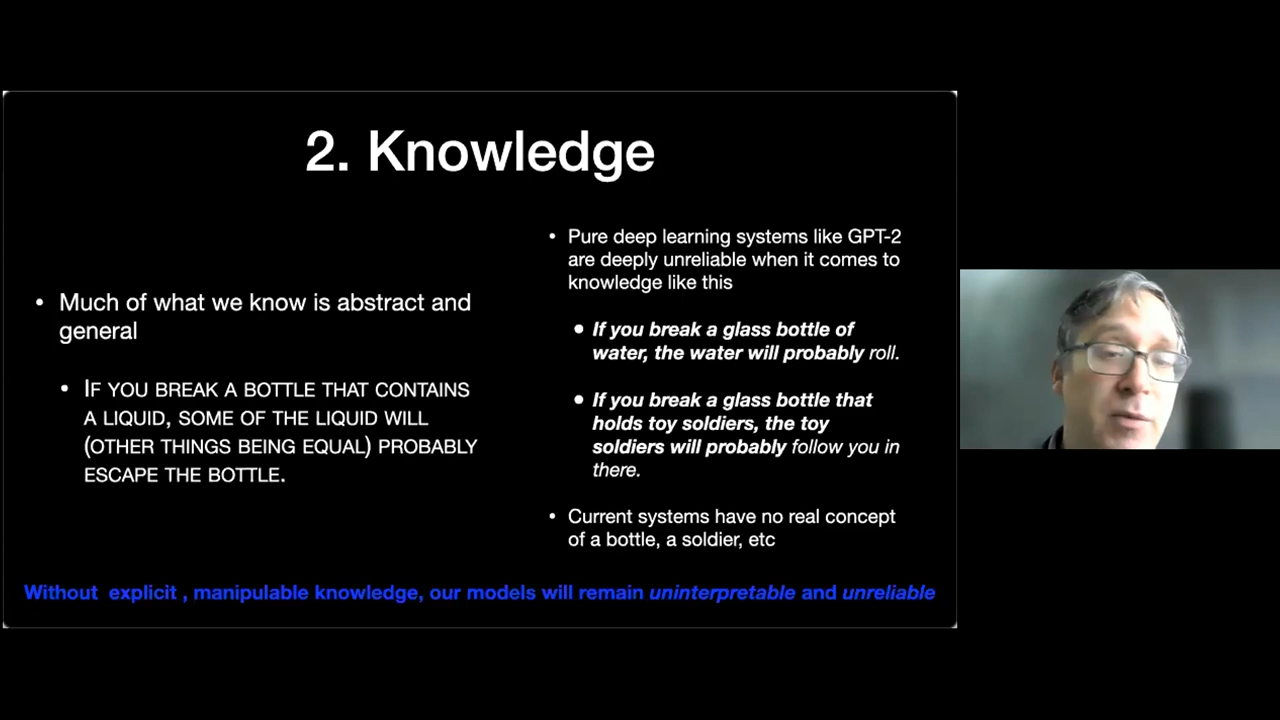 2. Knowledge
• Much of what we know is abstract and
general
• IF YOU BREAK A BOTTLE THAT CONTAINS
A LIQUID, SOME OF THE LIQUID WILL
(OTHER THINGS BEING EQUAL) PROBABLY
ESCAPE THE BOTTLE.
• Pure deep learning systems like GPT-2
are deeply unreliable when it comes to
knowledge like this
• If you break a glass bottle of
water, the water will probably roll.
• If you break a glass bottle that
holds toy soldiers, the toy
soldiers will probably follow you in
there.
• Current systems have no real concept
of a bottle, a soldier, etc
Without explicit , manipulable knowledge, our models will remain uninterpretable and unreliable